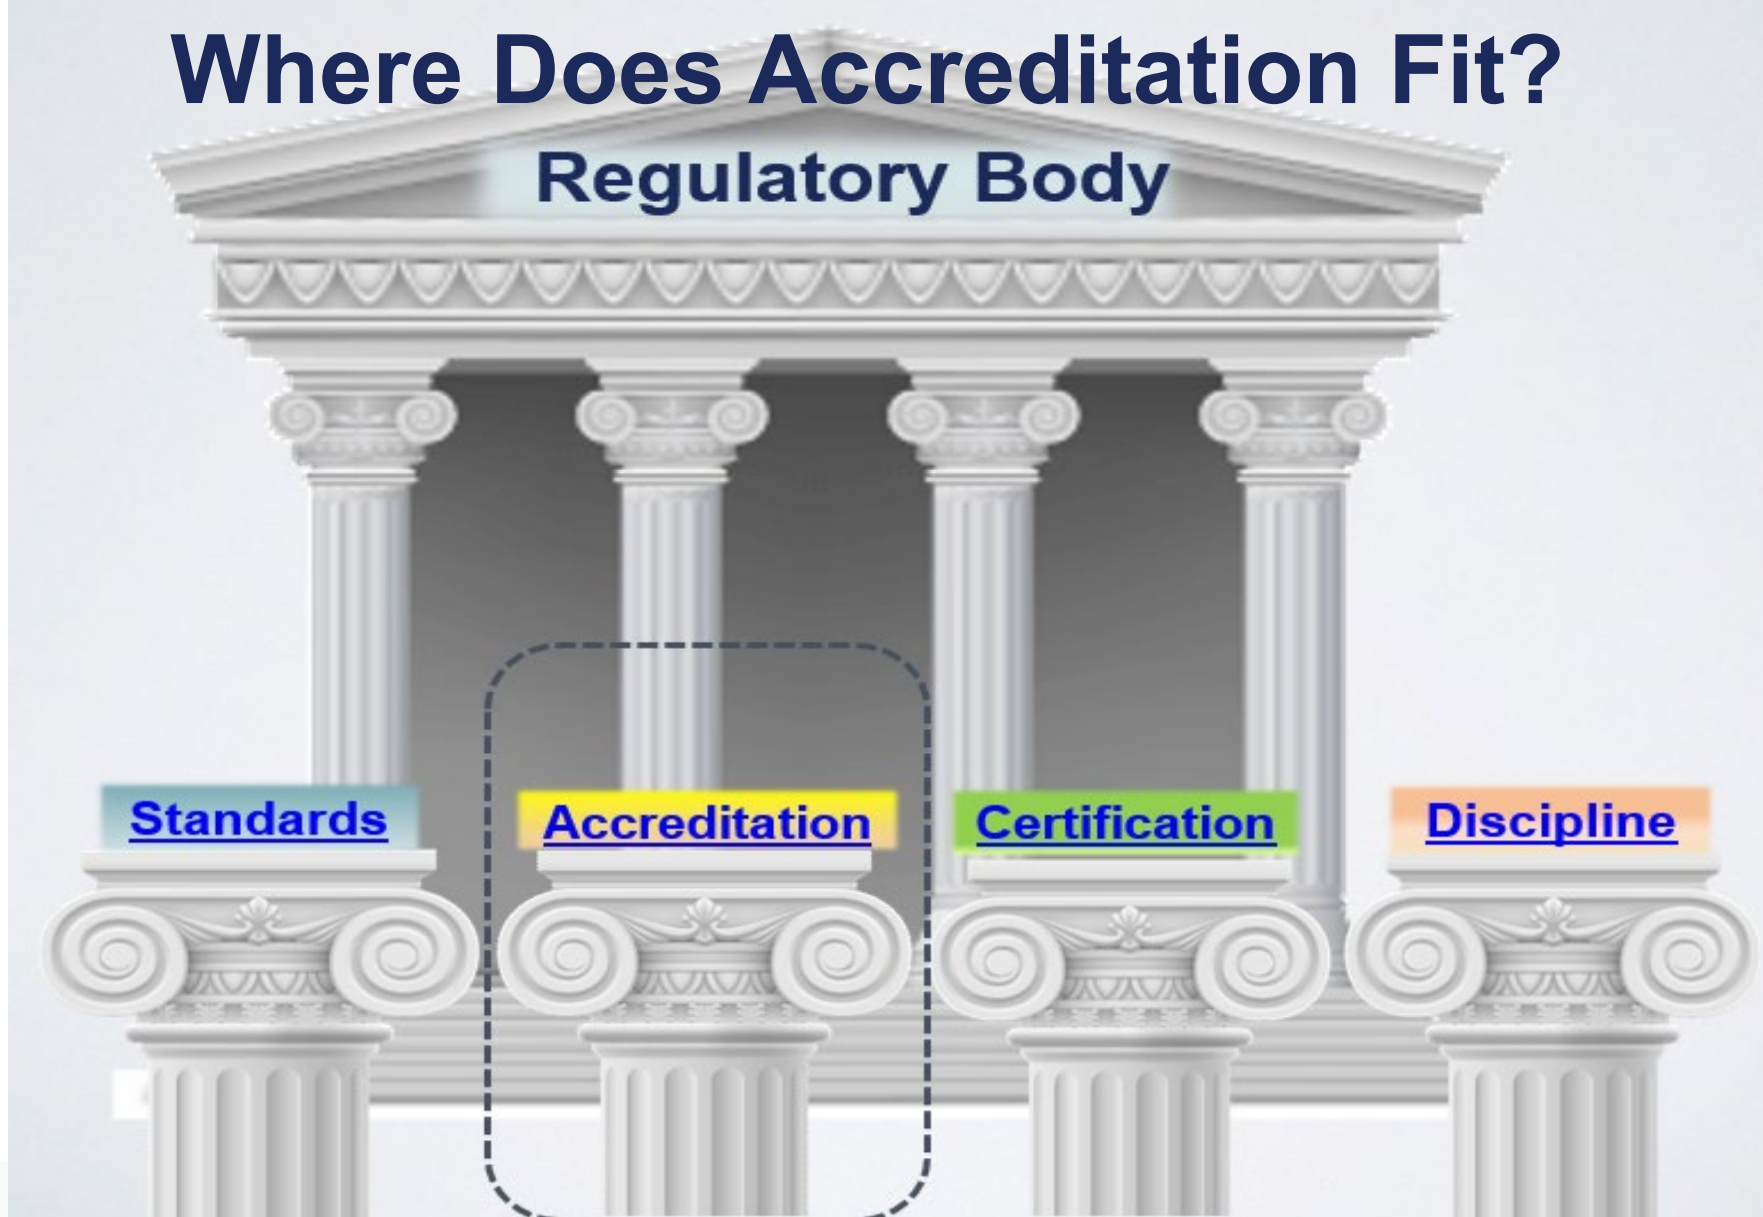 Where Does Accreditation Fit?
Regulatory Body
Standards
Accreditation
Certification
Discipline